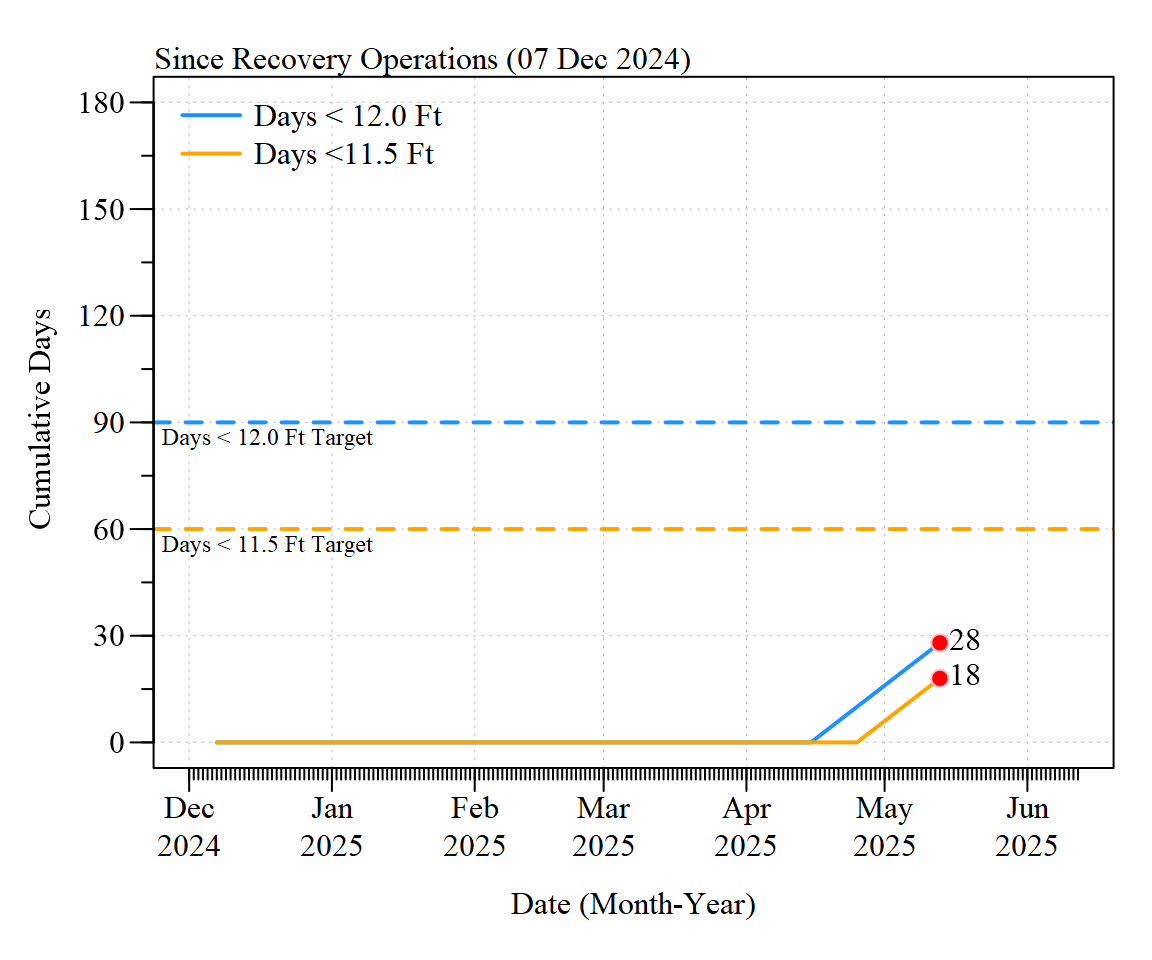 Since Recovery Operations (07 Dec 2024)
180
Days < 12.0 Ft
Days <11.5 Ft
150
120
90
Days < 12.0 Ft Target
60
Days < 11.5 Ft Target
30
28
18
0
Cumulative Days
Dec Jan Feb Mar Apr May Jun
2024 2025 2025 2025 2025 2025 2025
Date (Month-Year)